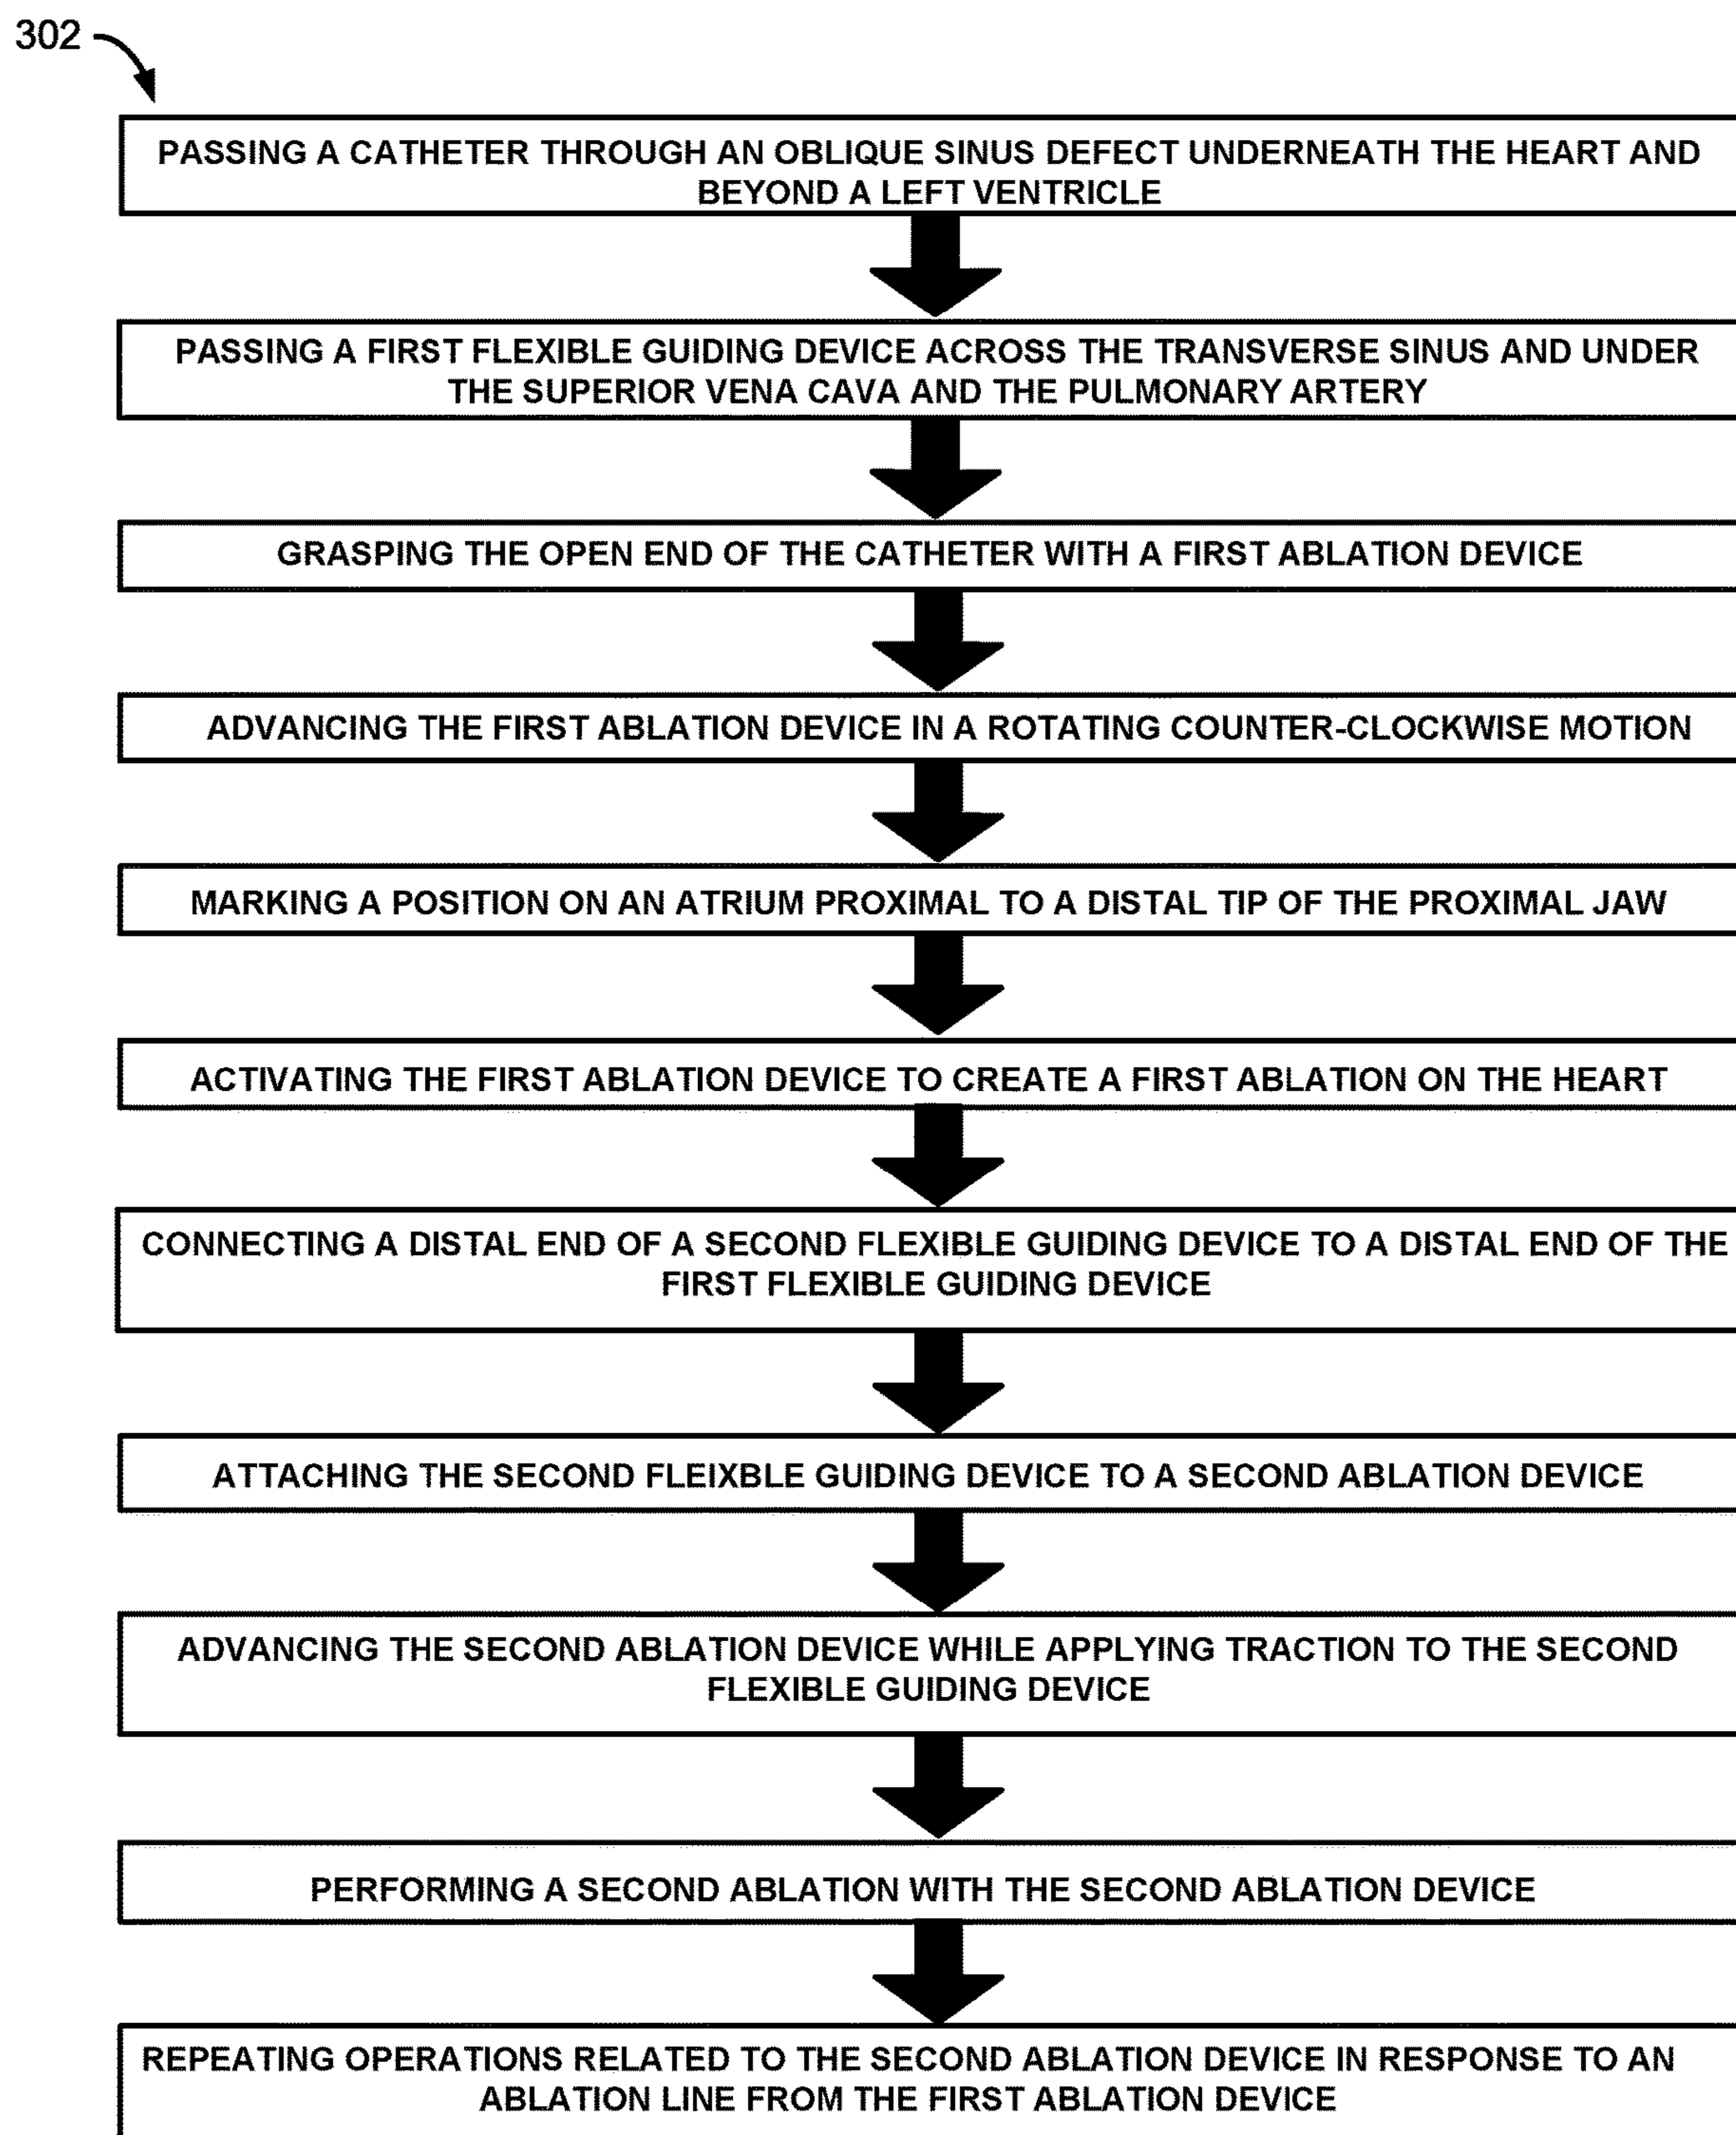 302
PASSING A CATHETER THROUGH AN OBLIQUE SINUS DEFECT UNDERNEATH THE HEART AND
BEYOND A LEFT VENTRICLE
PASSING A FIRST FLEXIBLE GUIDING DEVICE ACROSS THE TRANSVERSE SINUS AND UNDER
THE SUPERIOR VENA CAVA AND THE PULMONARY ARTERY
GRASPING THE OPEN END OF THE CATHETER WITH A FIRST ABLATION DEVICE
ADVANCING THE FIRST ABLATION DEVICE IN A ROTATING COUNTER-CLOCKWISE MOTION
MARKING A POSITION ON AN ATRIUM PROXIMAL TO A DISTAL TIP OF THE PROXIMAL JAW
ACTIVATING THE FIRST ABLATION DEVICE TO CREATE A FIRST ABLATION ON THE HEART
CONNECTING A DISTAL END OF A SECOND FLEXIBLE GUIDING DEVICE TO A DISTAL END OF THE
FIRST FLEXIBLE GUIDING DEVICE
ATTACHING THE SECOND FLEIXBLE GUIDING DEVICE TO A SECOND ABLATION DEVICE
ADVANCING THE SECOND ABLATION DEVICE WHILE APPLYING TRACTION TO THE SECOND
FLEXIBLE GUIDING DEVICE
PERFORMING A SECOND ABLATION WITH THE SECOND ABLATION DEVICE
REPEATING OPERATIONS RELATED TO THE SECOND ABLATION DEVICE IN RESPONSE TO AN
ABLATION LINE FROM THE FIRST ABLATION DEVICE